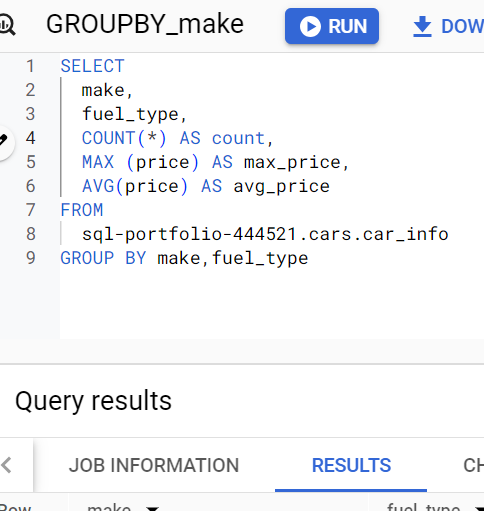 GROUPBY_make RUN DOW
1 SELECT
2 make,
3 fuel_type,
4 COUNT(*) AS count,
5 MAX (price) AS max_price,
6 AVG(price) AS avg_price
7 FROM
8 sql-portfolio-444521.cars.car_info
9 GROUP BY make,fuel_type
Query results
JOB INFORMATION RESULTS CH
Row make fuel_type